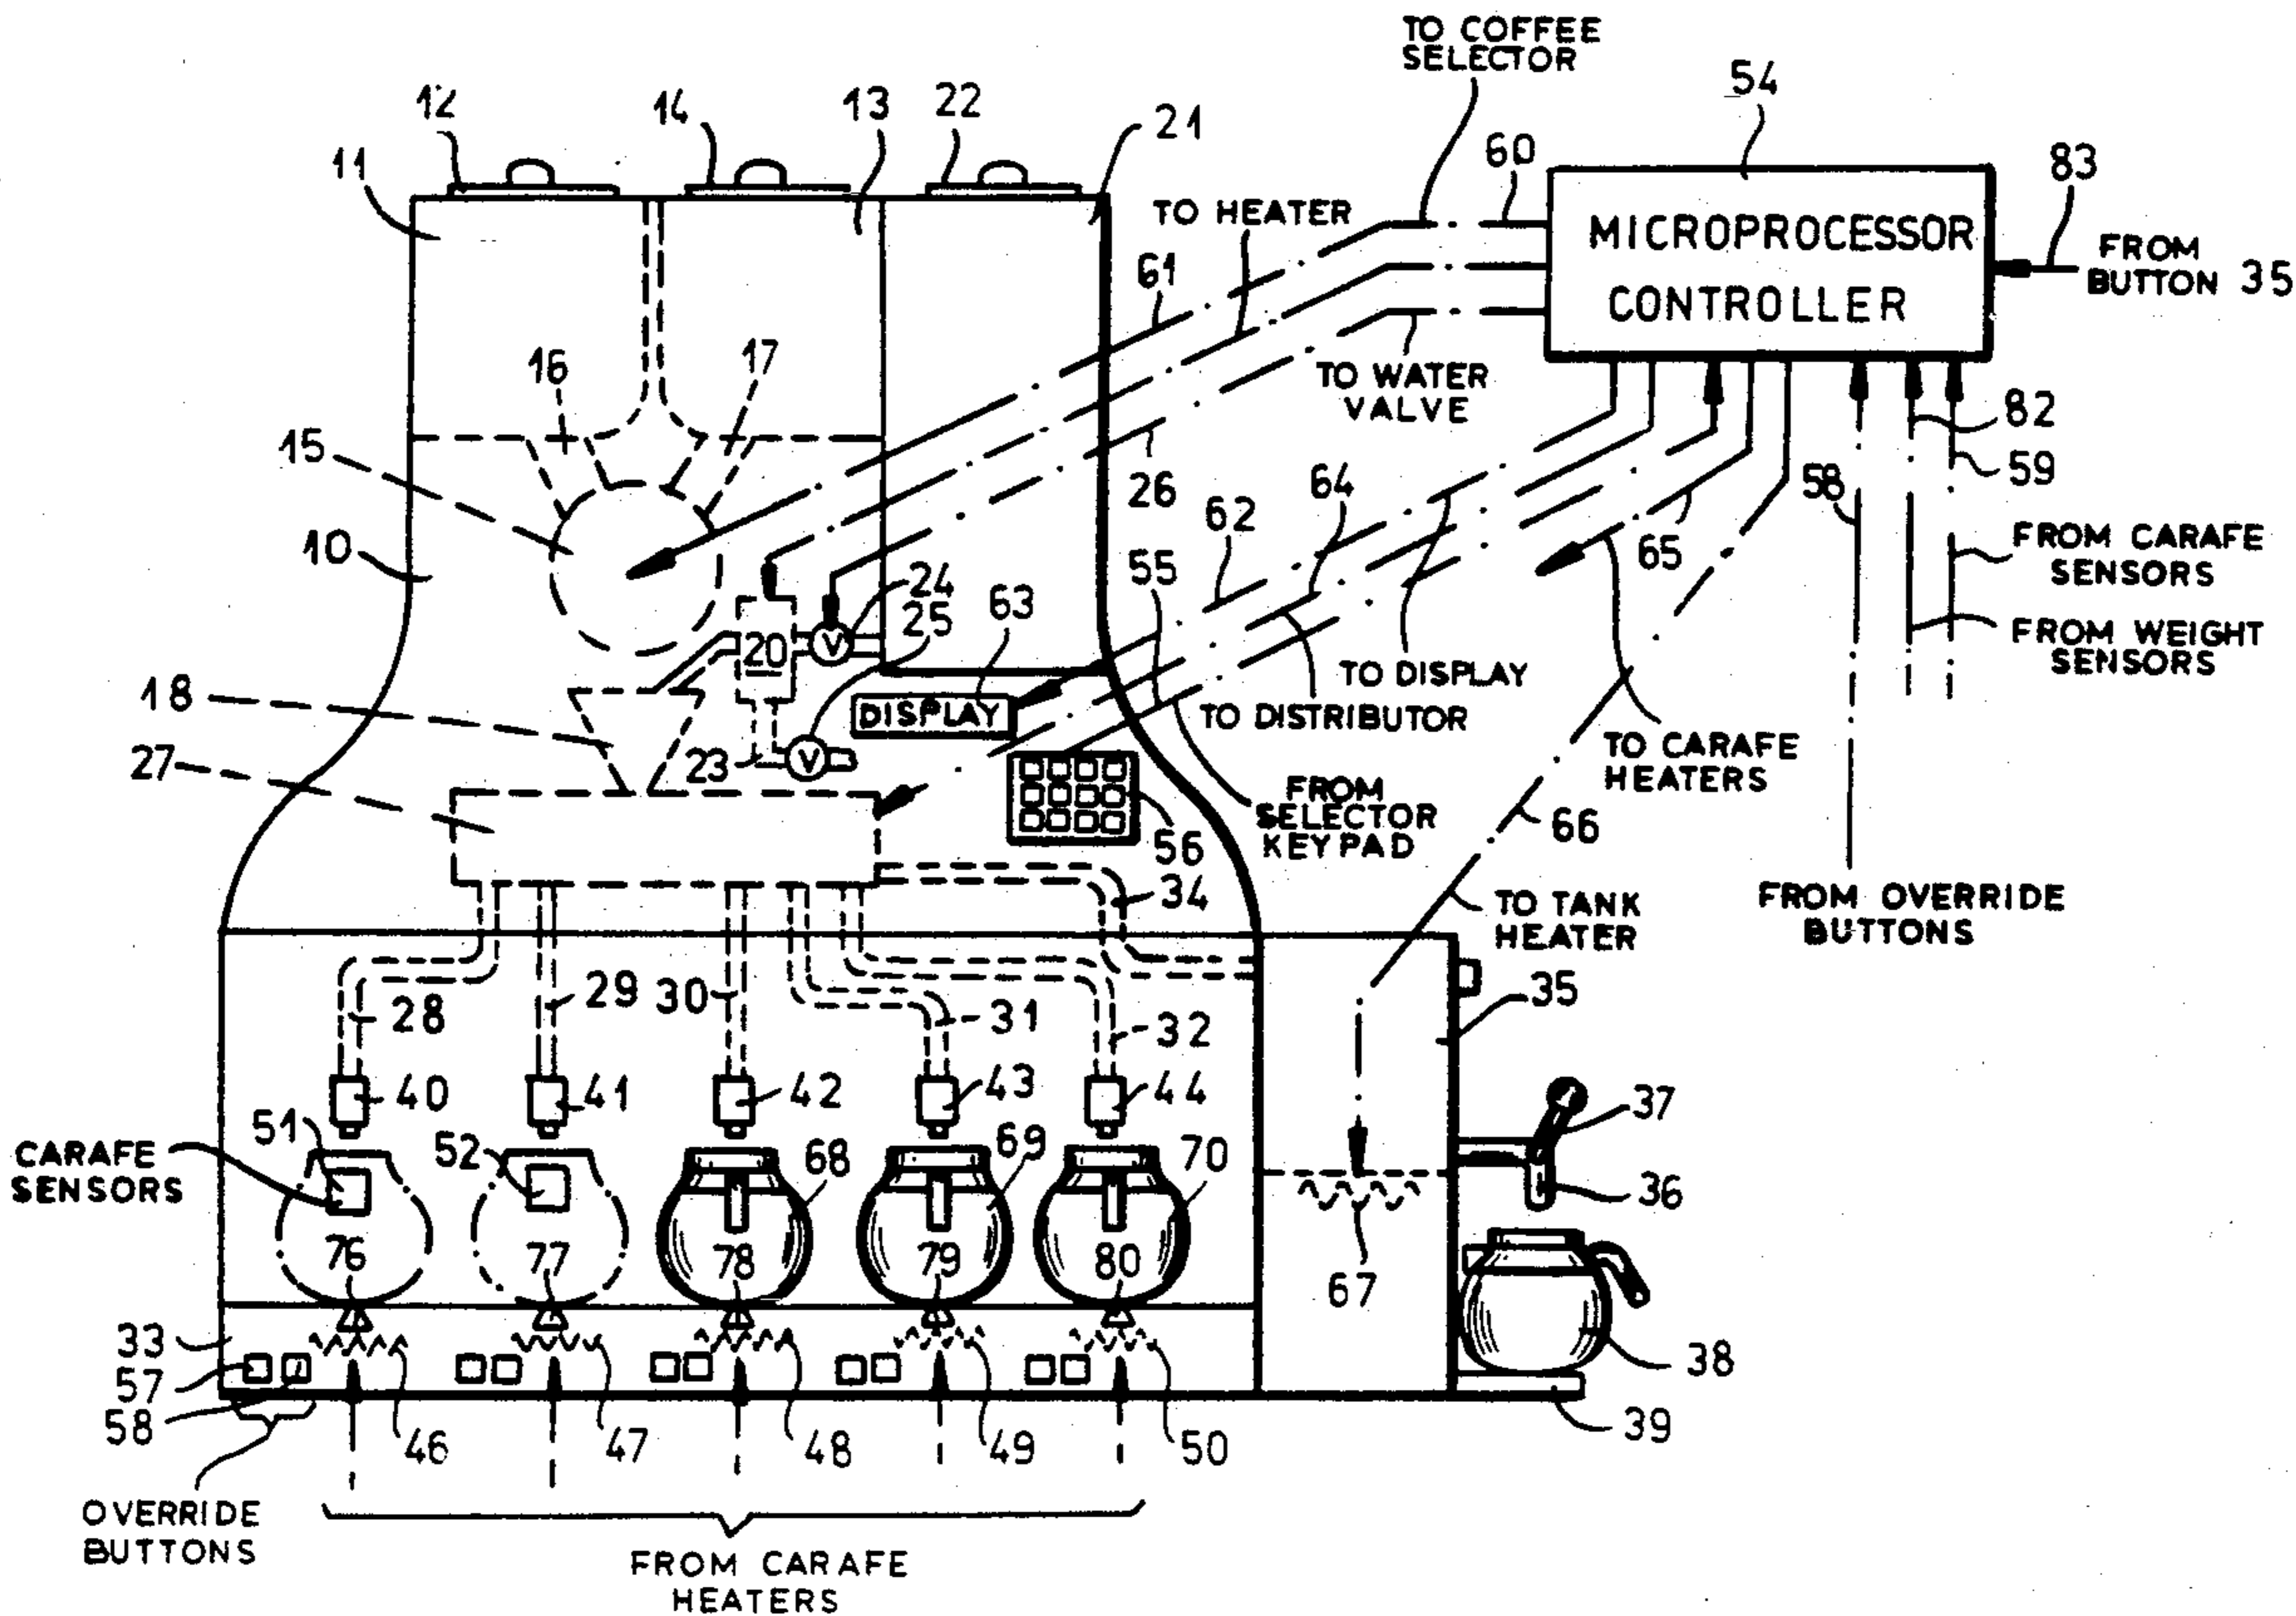 TO COFFEE
SELECTOR
54
12
14
13
22
21
11
60
83
TO HEATER
MICROPROCESSOR
CONTROLLER
FROM
BUTTON 35
61
16
17
TO WATER
VALVE
82
15
26
64
58
59
62
65
FROM CARAFE
SENSORS
10
55
24
25
63
20
V
FROM WEIGHT
SENSORS
TO DISPLAY
18
DISPLAY
TO DISTRIBUTOR
27
23
V
TO CARAFE
HEATERS
FROM
SELECTOR
KEYPAD
56
66
34
TO TANK
HEATER
FROM OVERRIDE
BUTTONS
28
29
30
31
32
35
40
41
42
43
44
37
51
52
68
69
70
CARAFE
SENSORS
36
76
77
78
79
80
67
33
57
58
38
39
46
47
48
49
50
OVERRIDE
BUTTONS
FROM CARAFE
HEATERS